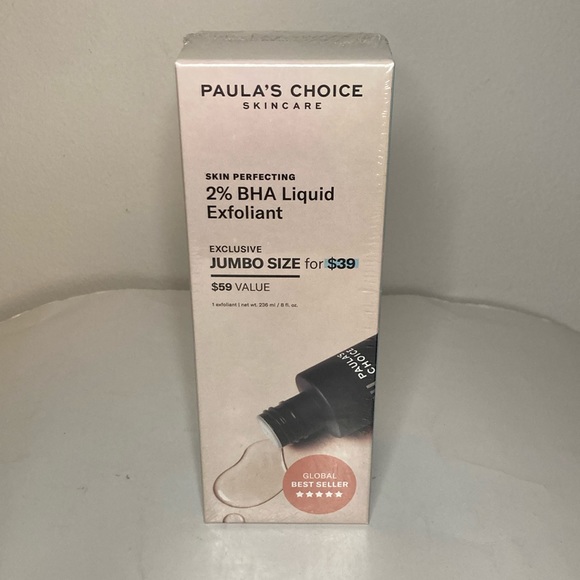 PAULA'S CHOICE
SKINCARE
SKIN PERFECTING
2% BHA Liquid
Exfoliant
EXCLUSIVE
JUMBO SIZE for $39
$59 VALUE
1 exfoliant | net wt. 236 ml / 8 fl. oz.
PAULA'S
CHOICE
GLOBAL
BEST SELLER